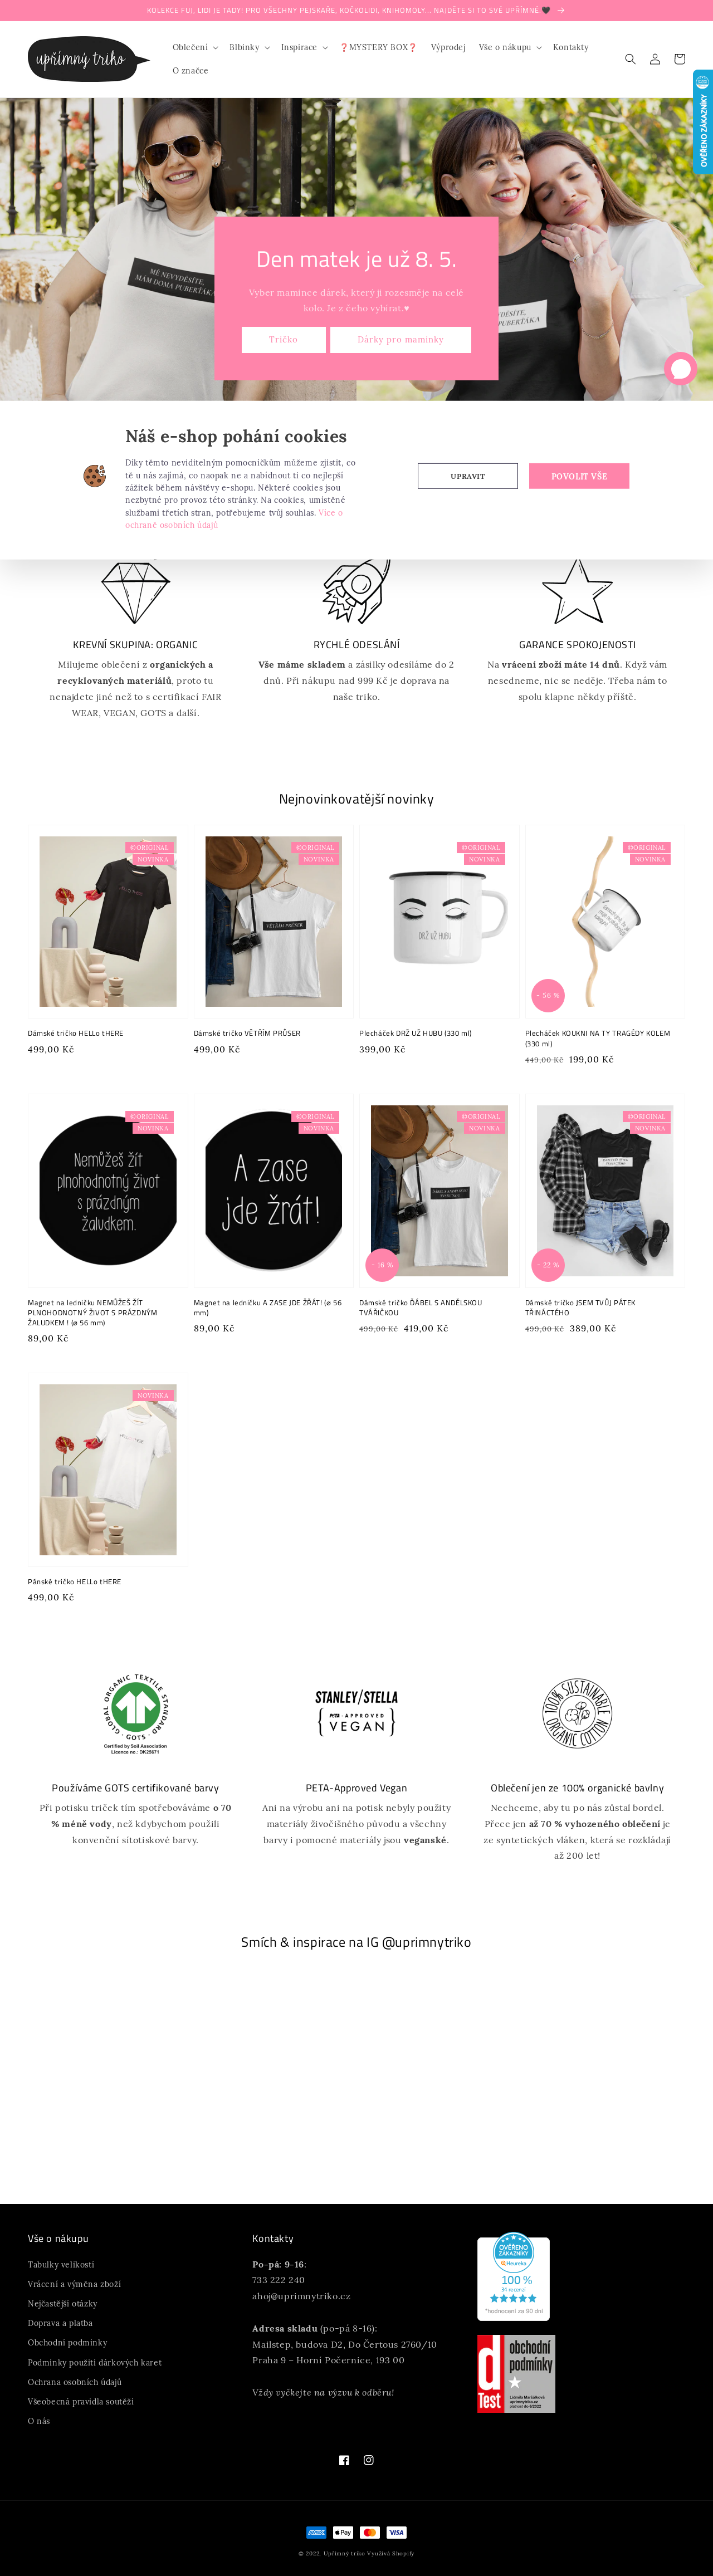 KOLEKCE FUJ, LIDI JE TADY! PRO VŠECHNY PEJSKAŘE, KOČKOLIDI, KNIHOMOLY... NAJDĚTE SI TO SVÉ UPŘÍMNÉ 🖤 →
upřímný triko
Oblečení
Blbinky
Inspirace
❓MYSTERY BOX❓
Výprodej
Vše o nákupu
Kontakty
O značce
OVĚŘENO ZÁKAZNÍKY
MĚ NEVYDĚSÍTE,
MÁM DOMA PUBERŤÁKA
Den matek je už 8. 5.
Vyber mamince dárek, který ji rozesměje na celé
kolo. Je z čeho vybírat.♥
Tričko
Dárky pro maminky
Náš e-shop pohání cookies
Díky těmto neviditelným pomocníčkům můžeme zjistit, co
tě u nás zajímá, co naopak ne a nabídnout ti co nejlepší
zážitek během návštěvy e-shopu. Některé cookies jsou
nezbytné pro provoz této stránky. Na cookies, umístěné
službami třetích stran, potřebujeme tvůj souhlas. Více o
ochraně osobních údajů
UPRAVIT
POVOLIT VŠE
KREVNÍ SKUPINA: ORGANIC
Milujeme oblečení z organických a
recyklovaných materiálů, proto tu
nenajdete jiné než to s certifikací FAIR
WEAR, VEGAN, GOTS a další.
RYCHLÉ ODESLÁNÍ
Vše máme skladem a zásilky odesíláme do 2
dnů. Při nákupu nad 999 Kč je doprava na
naše triko.
GARANCE SPOKOJENOSTI
Na vrácení zboží máte 14 dnů. Když vám
nesedneme, nic se neděje. Třeba nám to
spolu klapne někdy příště.
Nejnovinkovatější novinky
©ORIGINAL
NOVINKA
Dámské tričko HELLo tHERE
499,00 Kč
©ORIGINAL
NOVINKA
VĚTŘÍM PRŮSER
Dámské tričko VĚTŘÍM PRŮSER
499,00 Kč
©ORIGINAL
NOVINKA
DRŽ UŽ HUBU
Plecháček DRŽ UŽ HUBU (330 ml)
399,00 Kč
©ORIGINAL
NOVINKA
- 56 %
Plecháček KOUKNI NA TY TRAGÉDY KOLEM
(330 ml)
449,00 Kč 199,00 Kč
©ORIGINAL
NOVINKA
Nemůžeš žít
plnohodnotný život
s prázdným
žaludkem.
Magnet na ledničku NEMŮŽEŠ ŽÍT
PLNOHODNOTNÝ ŽIVOT S PRÁZDNÝM
ŽALUDKEM ! (ø 56 mm)
89,00 Kč
©ORIGINAL
NOVINKA
A zase
jde žrát!
Magnet na ledničku A ZASE JDE ŽRÁT! (ø 56
mm)
89,00 Kč
©ORIGINAL
NOVINKA
- 16 %
Dámské tričko ĎÁBEL S ANDĚLSKOU
TVÁŘIČKOU
499,00 Kč 419,00 Kč
©ORIGINAL
NOVINKA
- 22 %
Dámské tričko JSEM TVŮJ PÁTEK
TŘINÁCTÉHO
499,00 Kč 389,00 Kč
NOVINKA
Pánské tričko HELLo tHERE
499,00 Kč
GLOBAL ORGANIC TEXTILE STANDARD
· GOTS ·
Certified by Soil Association
Licence no.: DK25671
STANLEY/STELLA
PETA-APPROVED
VEGAN
100% SUSTAINABLE
ORGANIC COTTON
Používáme GOTS certifikované barvy
Při potisku triček tím spotřebováváme o 70
% méně vody, než kdybychom použili
konvenční sítotiskové barvy.
PETA-Approved Vegan
Ani na výrobu ani na potisk nebyly použity
materiály živočišného původu a všechny
barvy i pomocné materiály jsou veganské.
Oblečení jen ze 100% organické bavlny
Nechceme, aby tu po nás zůstal bordel.
Přece jen až 70 % vyhozeného oblečení je
ze syntetických vláken, která se rozkládají
až 200 let!
Smích & inspirace na IG @uprimnytriko
Vše o nákupu
Tabulky velikostí
Vrácení a výměna zboží
Nejčastější otázky
Doprava a platba
Obchodní podmínky
Podmínky použití dárkových karet
Ochrana osobních údajů
Všeobecná pravidla soutěží
O nás
Kontakty
Po-pá: 9-16:
733 222 240
ahoj@uprimnytriko.cz
Adresa skladu (po-pá 8-16):
Mailstep, budova D2, Do Čertous 2760/10
Praha 9 – Horní Počernice, 193 00
Vždy vyčkejte na výzvu k odběru!
OVĚŘENO
ZÁKAZNÍKY
Heureka
100 %
34 recenzí
*hodnocení za 90 dní
dTest
obchodní
podmínky
© 2022, Upřímný triko Využívá Shopify